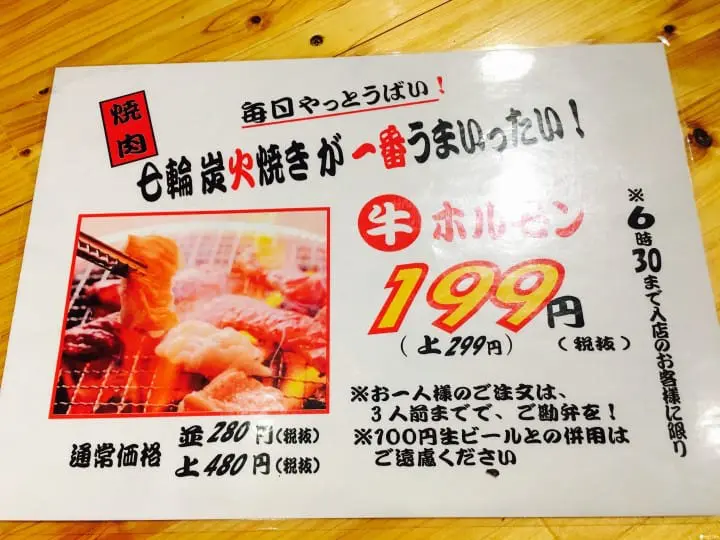 焼肉
毎日やっとうばい!
七輪炭火焼きが一番うまいったい!
牛ホルモン
199円
(上299円) (税抜)
※6時30まで入店のお客様に限り
※お一人様のご注文は、
3人前までで、ご勘弁を!
※100円生ビールとの併用は
ご遠慮ください
通常価格
並280円(税抜)
上480円(税抜)